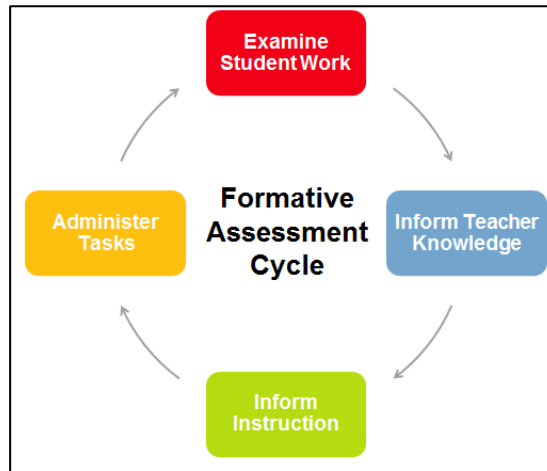 Examine
Student Work
Administer
Tasks
Formative
Assessment
Cycle
Inform Teacher
Knowledge
Inform
Instruction